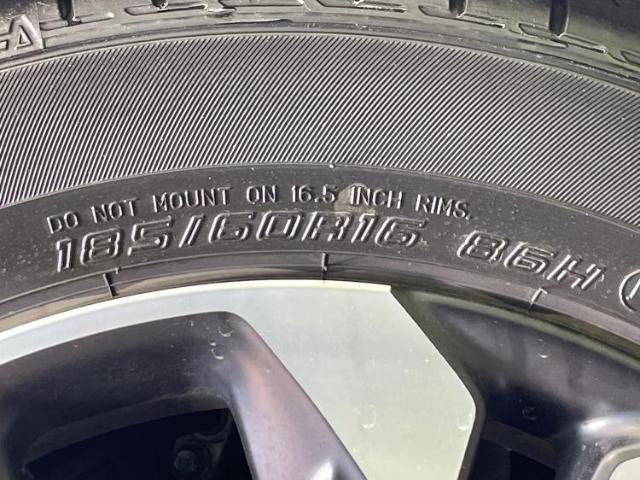 DO NOT MOUNT ON 16.5 INCH RIMS.
185/60R16 86H